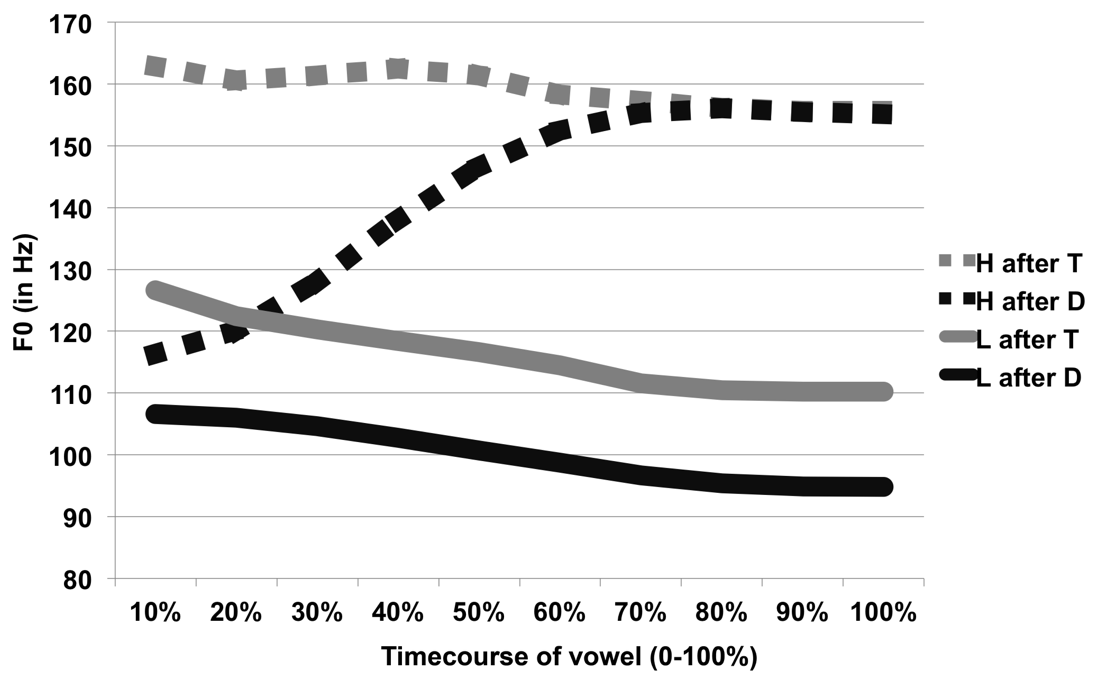 170
160
150
140
130
120
110
100
90
80
F0 (in Hz)
10% 20% 30% 40% 50% 60% 70% 80% 90% 100%
Timecourse of vowel (0-100%)
H after T
H after D
L after T
L after D